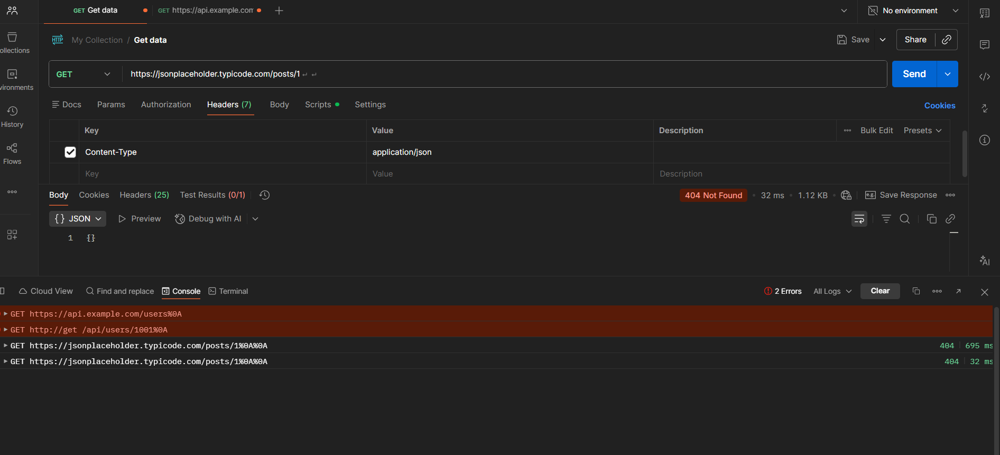 GET Get data GET https://api.example.com No environment
My Collection / Get data Save Share
ollections
GET https://jsonplaceholder.typicode.com/posts/1 ↵ ↵ Send
vironments
Docs Params Authorization Headers (7) Body Scripts Settings Cookies
History
Key Value Description Bulk Edit Presets
Content-Type application/json
Flows
Key Value Description
Body Cookies Headers (25) Test Results (0/1) 404 Not Found • 32 ms • 1.12 KB • e.g. Save Response
{} JSON Preview Debug with AI
1 {}
AI
Cloud View Find and replace Console Terminal 2 Errors All Logs Clear
GET https://api.example.com/users%0A
GET http://get /api/users/1001%0A
GET https://jsonplaceholder.typicode.com/posts/1%0A%0A 404 695 ms
GET https://jsonplaceholder.typicode.com/posts/1%0A%0A 404 32 ms